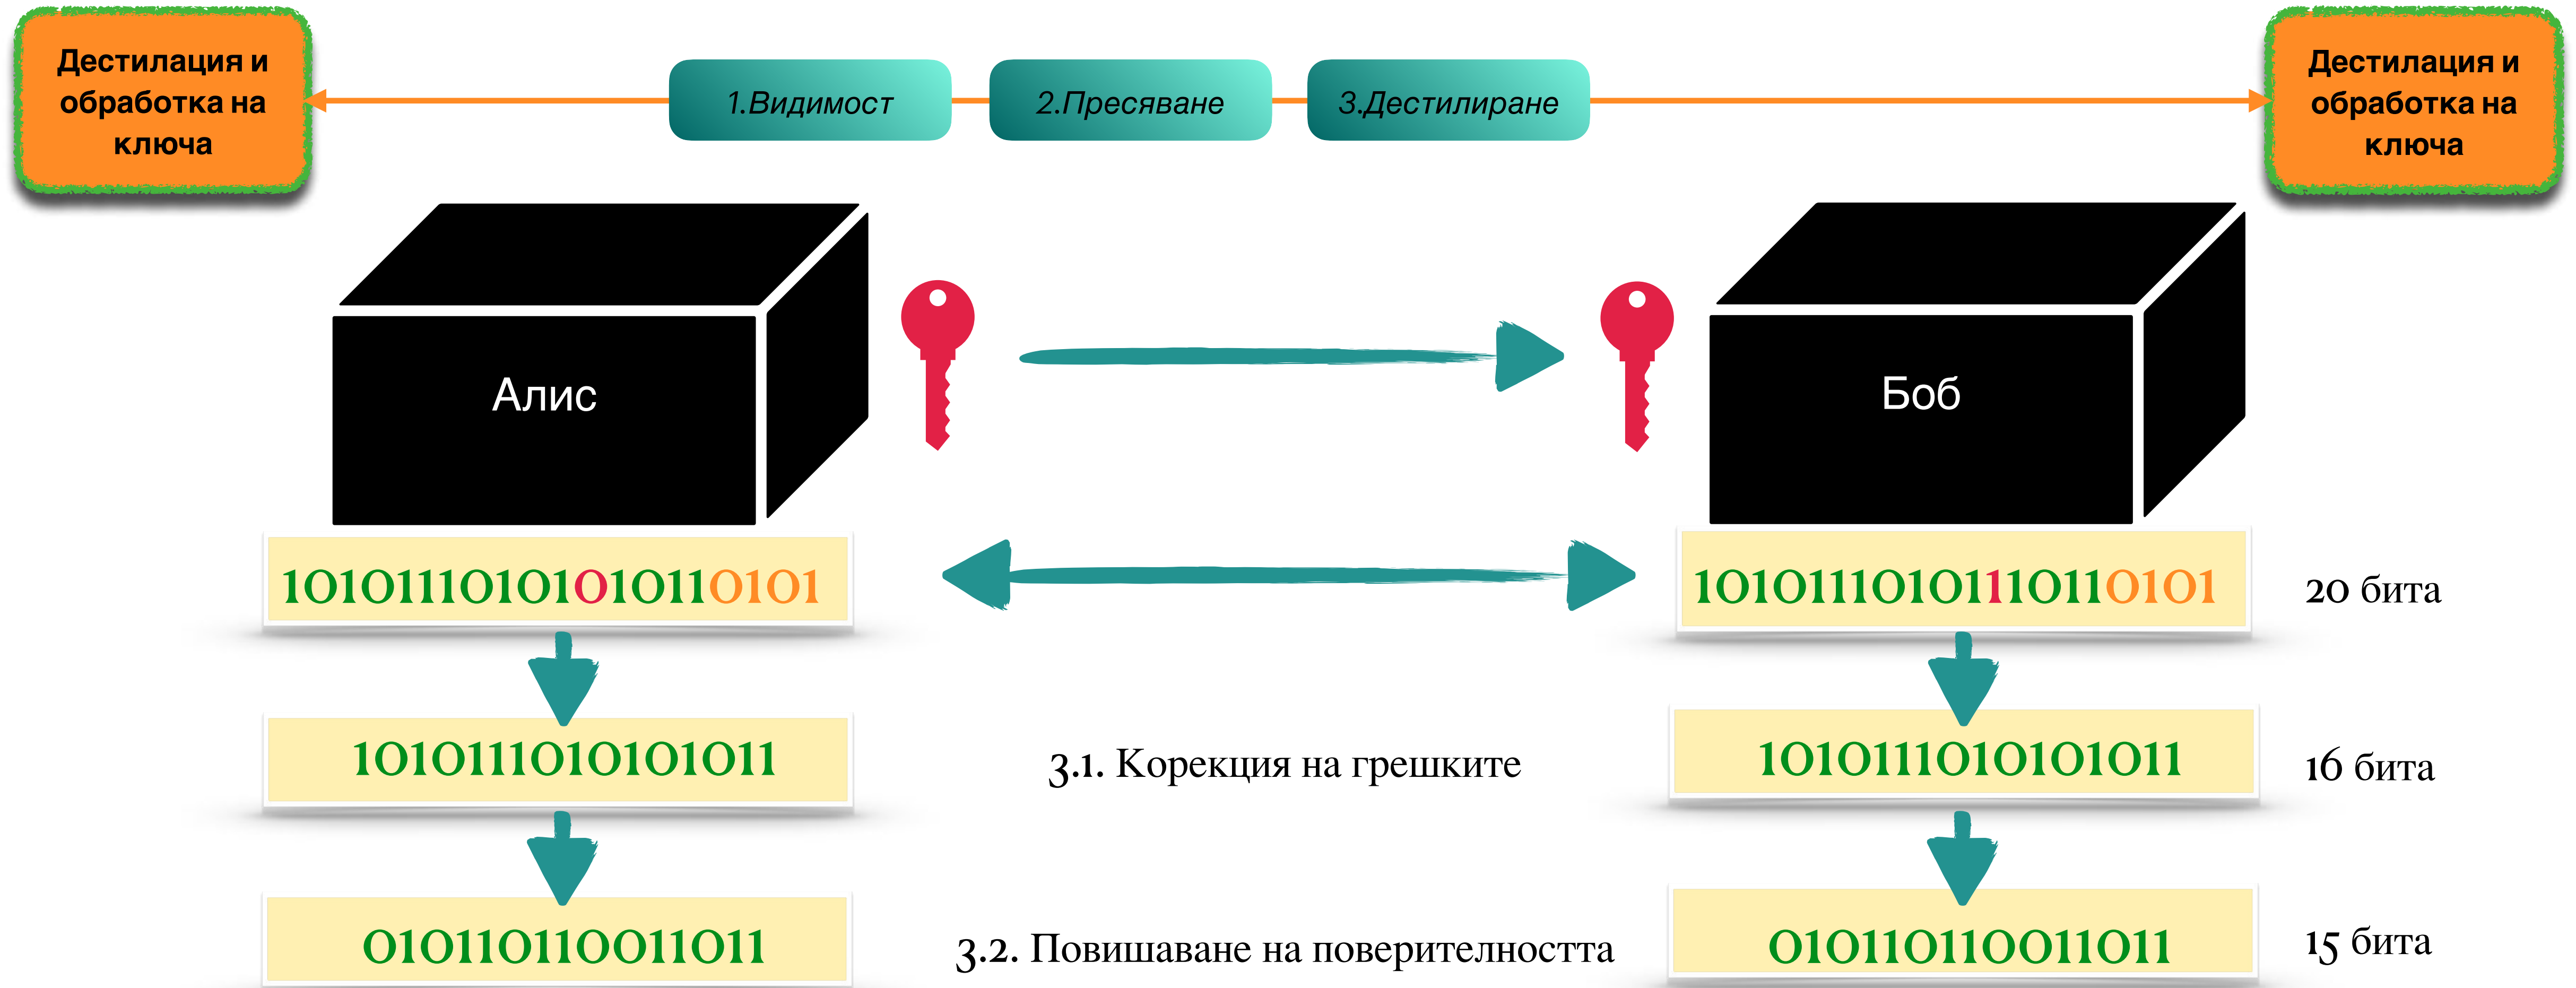 Дестилация и
обработка на
ключа
1.Видимост
2.Пресяване
3.Дестилиране
Дестилация и
обработка на
ключа
Алис
Боб
10101110101010110101
10101110101110110101
20 бита
1010111010101011
3.1. Корекция на грешките
1010111010101011
16 бита
010110110011011
3.2. Повишаване на поверителността
010110110011011
15 бита